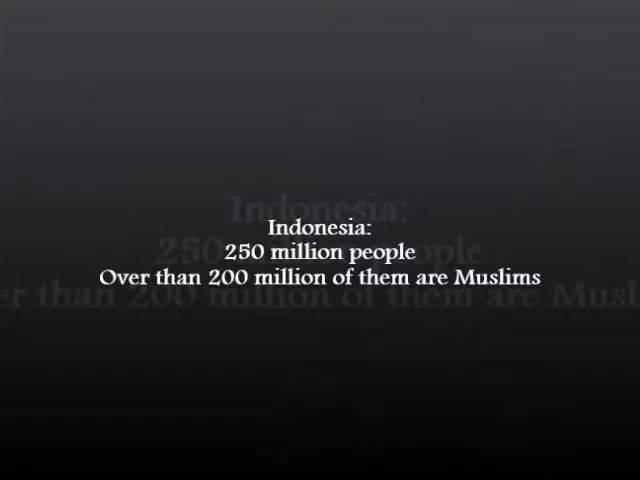 Indonesia:
250 million people
Over than 200 million of them are Muslims